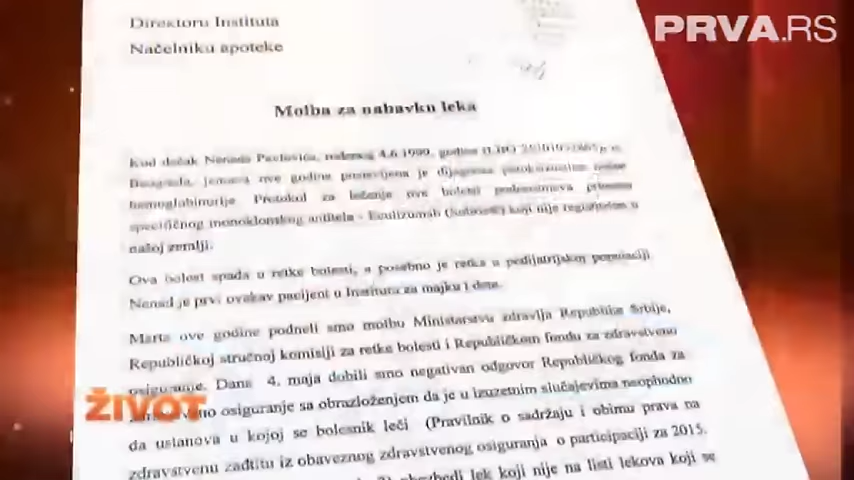 Direktoru Instituta
PRVA.RS
Načelniku apoteke
Molba za nabavku leka
Kod dečak Nenada Pavlovića, 4.6.1999. godine
Beograda, januara ove godine postavljena je dijagnoza noćne
hemoglobinurije. Protokol za lečenje ove bolesti podrazumeva primenu
specifičnog monoklonskog antitela - Eculizumab koji nije registrovan u
našoj zemlji.
Ova bolest spada u retke bolesti, a posebno je retka u pedijatrijskoj populaciji
Nenad je prvi ovakav pacijent u Institutu za majku i dete.
Marta ove godine podneli smo molbu Ministarstvu zdravlja Republike Srbije,
Republičkoj stručnoj komisiji za retke bolesti i Republičkom fondu za zdravstveno
osiguranje. Dana 4. maja dobili smo negativan odgovor Republičkog fonda za
osiguranje sa obrazloženjem da je u izuzetnim slučajevima neophodno
ŽIVOT
da ustanova u kojoj se bolesnik leči (Pravilnik o sadržaju i obimu prava na
zdravstvenu zaštitu iz obaveznog zdravstvenog osiguranja o participaciji za 2015.
obezbedi lek koji nije na listi lekova koji se